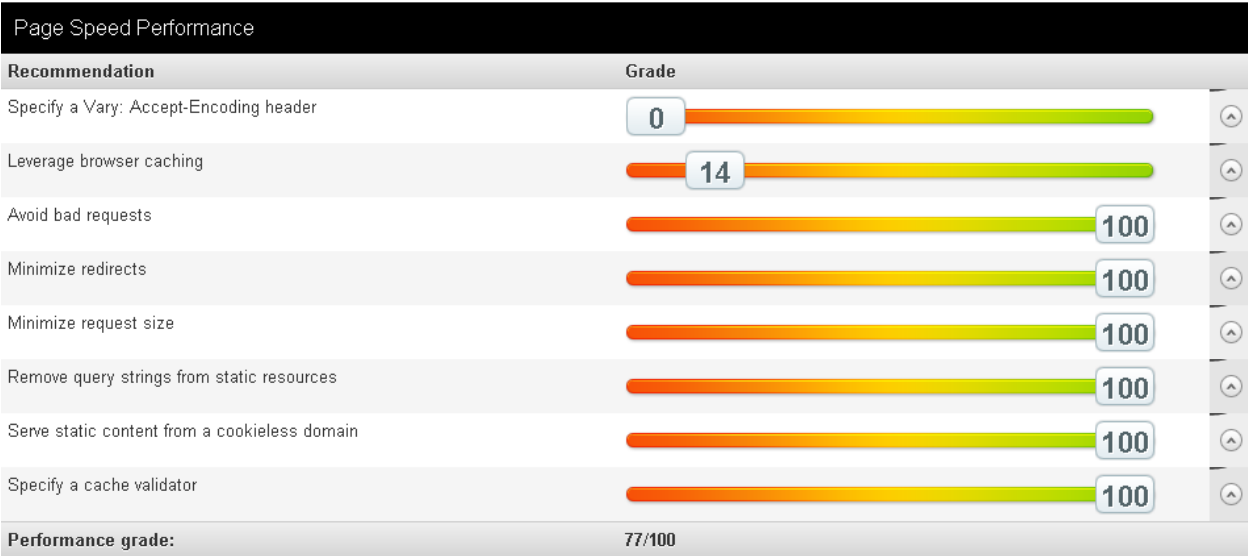 Page Speed Performance
Recommendation Grade
Specify a Vary: Accept-Encoding header 0
Leverage browser caching 14
Avoid bad requests 100
Minimize redirects 100
Minimize request size 100
Remove query strings from static resources 100
Serve static content from a cookieless domain 100
Specify a cache validator 100
Performance grade: 77/100